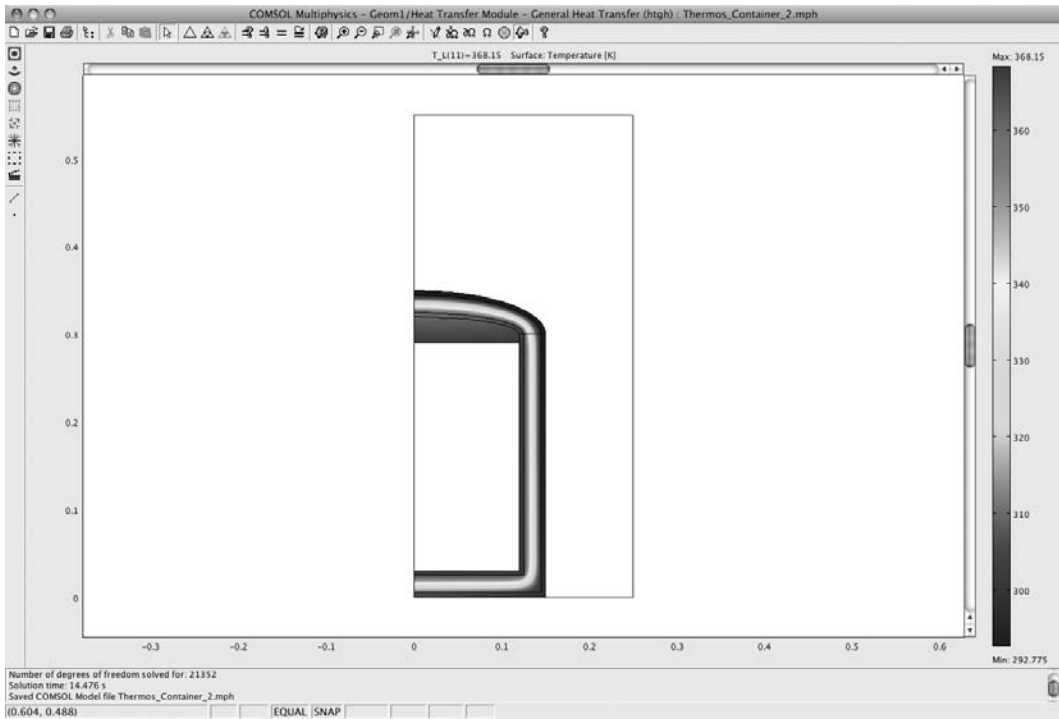 COMSOL Multiphysics - Geom1/Heat Transfer Module - General Heat Transfer (htgh) : Thermos_Container_2.mph
T_L(11)=368.15 Surface: Temperature [K]
Max: 368.15
0.5
0.4
0.3
0.2
0.1
0
-0.3
-0.2
-0.1
0
0.1
0.2
0.3
0.4
0.5
0.6
360
350
340
330
320
310
300
Min: 292.775
Number of degrees of freedom solved for: 21352
Solution time: 14.476 s
Saved COMSOL Model file Thermos_Container_2.mph
(0.604, 0.488)
EQUAL
SNAP